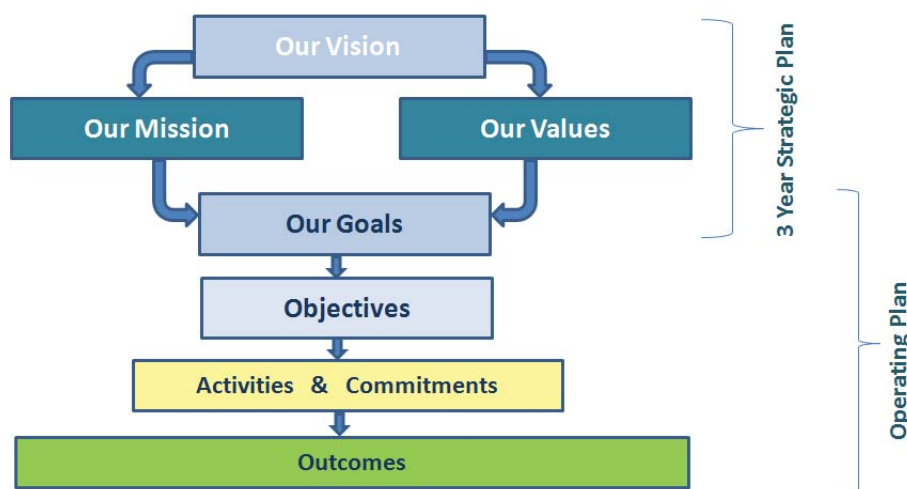 Our Vision
Our Mission
Our Values
Our Goals
Objectives
Activities & Commitments
Outcomes
3 Year Strategic Plan
Operating Plan